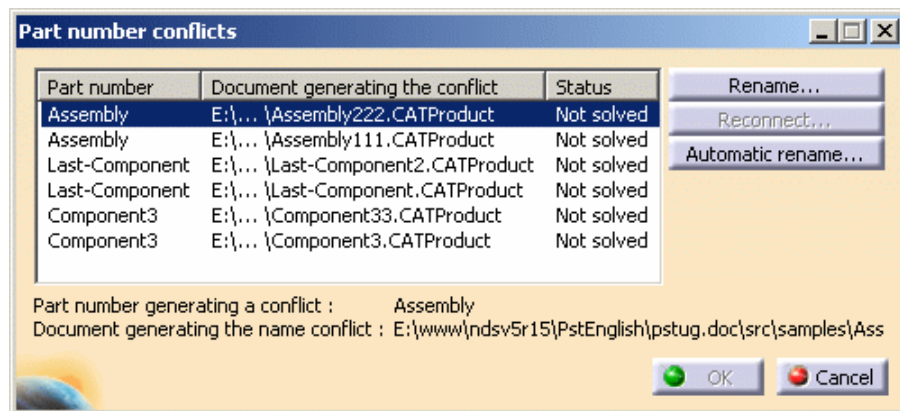 Part number conflicts
Part number Document generating the conflict Status Rename...
Assembly E:\... \Assembly222.CATProduct Not solved Reconnect...
Assembly E:\... \Assembly111.CATProduct Not solved Automatic rename...
Last-Component E:\... \Last-Component2.CATProduct Not solved
Last-Component E:\... \Last-Component.CATProduct Not solved
Component3 E:\... \Component33.CATProduct Not solved
Component3 E:\... \Component3.CATProduct Not solved
Part number generating a conflict : Assembly
Document generating the name conflict : E:\www\ndsv5r15\PstEnglish\pstug.doc\src\samples\Ass
OK Cancel